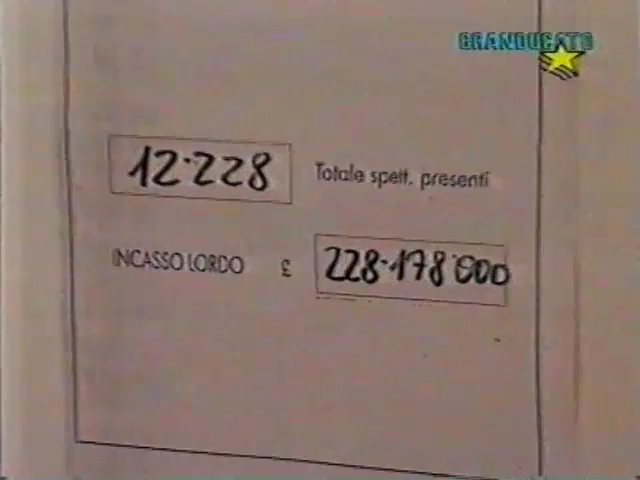 GRANDUCATO
12.228 Totale spett. presenti
INCASSO LORDO £ 228.178.000